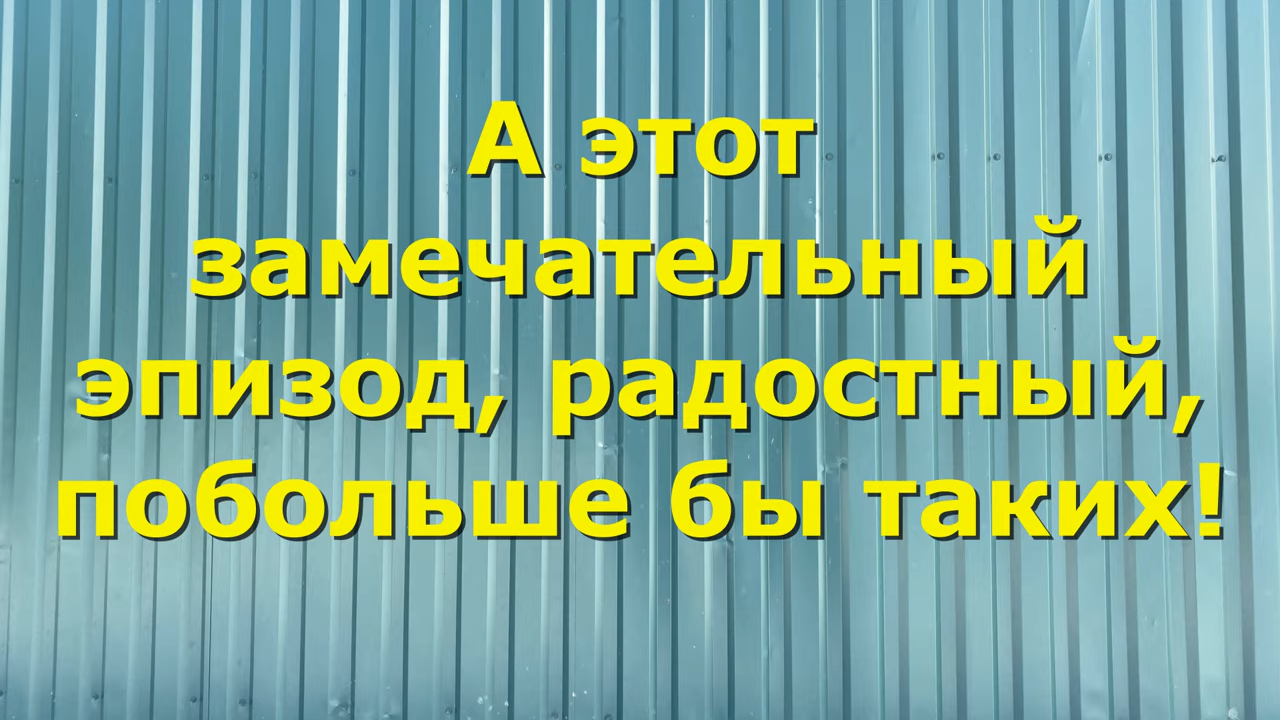 А этот
замечательный
эпизод, радостный,
побольше бы таких!